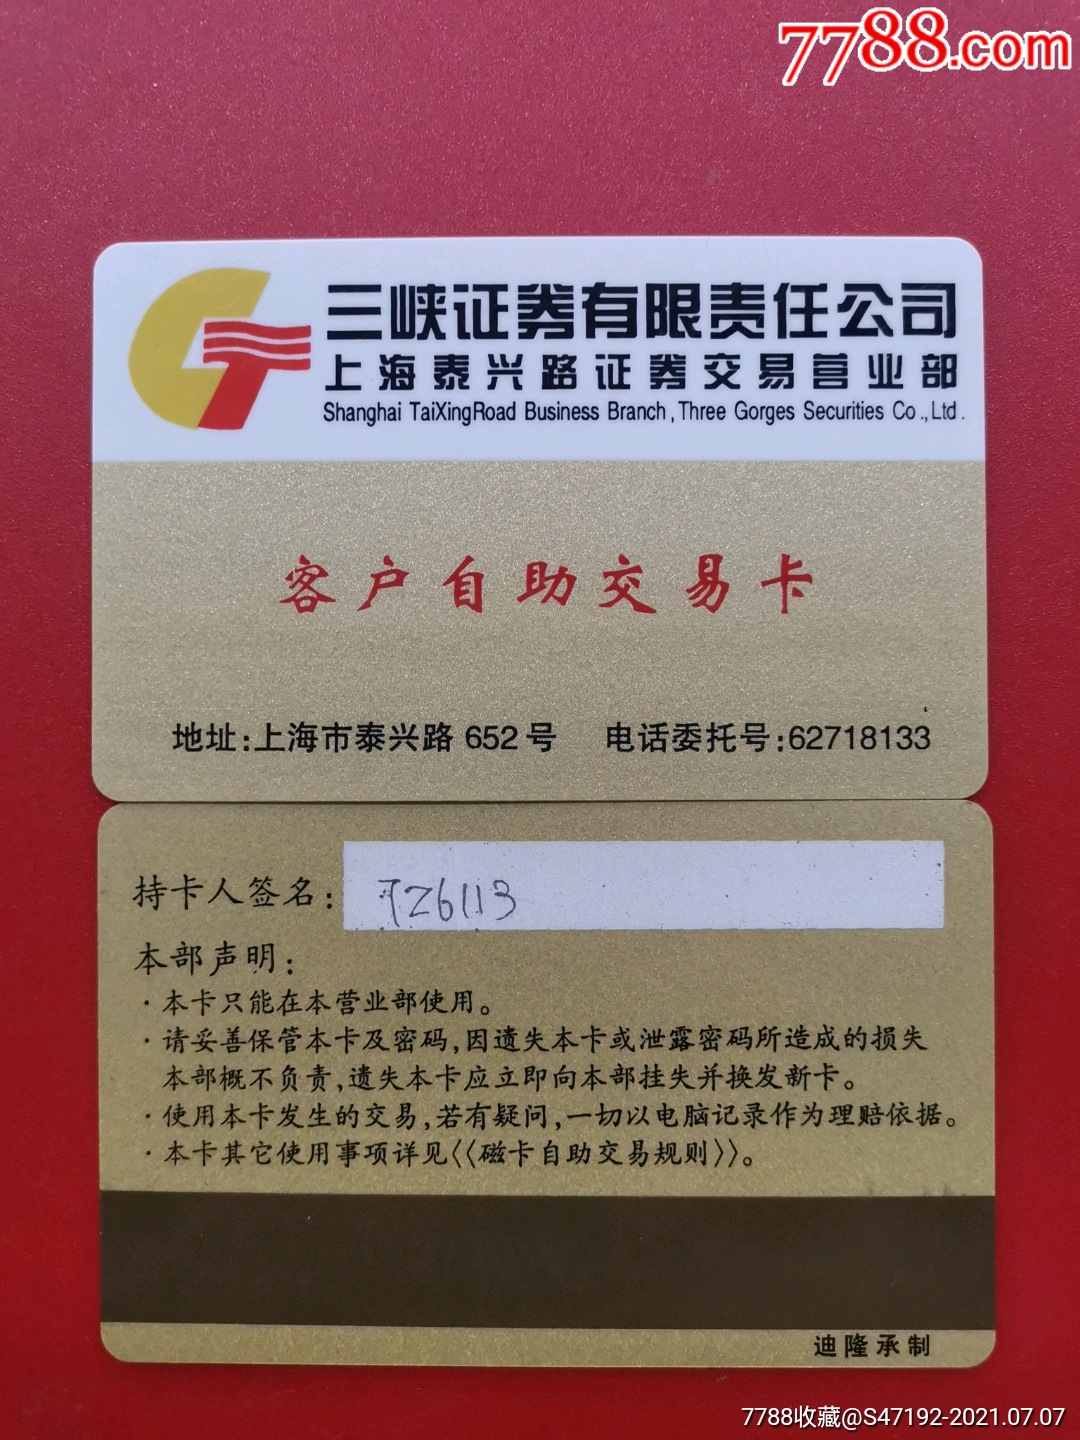 7788.com
三峡证券有限责任公司
上海泰兴路证券交易营业部
Shanghai TaiXingRoad Business Branch,Three Gorges Securities Co.,Ltd.
客户自助交易卡
地址:上海市泰兴路 652 号 电话委托号:62718133
持卡人签名: 726113
本部声明:
·本卡只能在本营业部使用。
·请妥善保管本卡及密码,因遗失本卡或泄露密码所造成的损失
本部概不负责,遗失本卡应立即向本部挂失并换发新卡。
·使用本卡发生的交易,若有疑问,一切以电脑记录作为理赔依据。
·本卡其它使用事项详见《《磁卡自助交易规则》》。
迪隆承制
7788收藏@S47192-2021.07.07